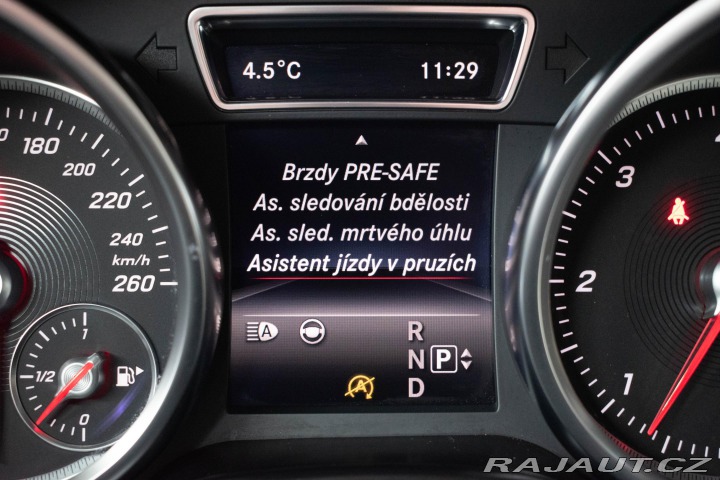 4.5°C 11:29
Brzdy PRE-SAFE
As. sledování bdělosti
As. sled. mrtvého úhlu
Asistent jízdy v pruzích
180
200
220
240
km/h
260
1
1/2
0
A
R
N P
D
A
3
2
1
RAJAUT.CZ